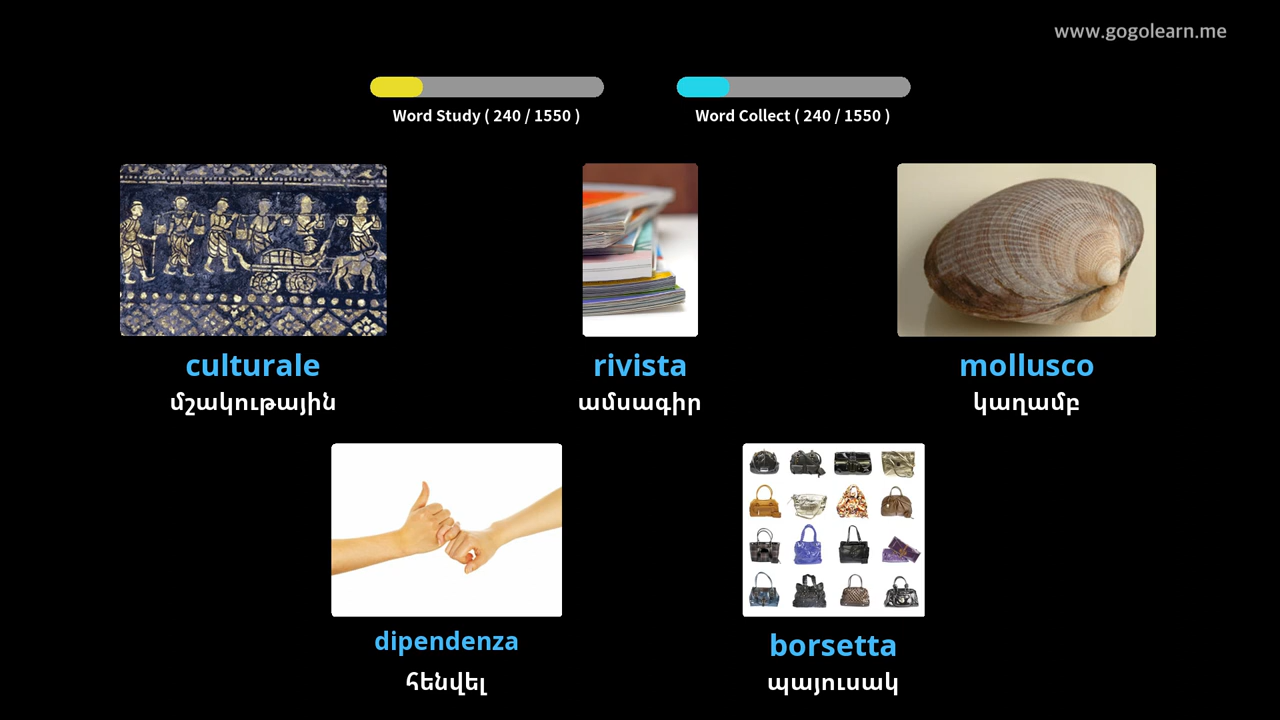 www.gogolearn.me
Word Study ( 240 / 1550 )
Word Collect ( 240 / 1550 )
culturale
մշակութային
rivista
ամսագիր
mollusco
կաղամբ
dipendenza
հենվել
borsetta
պայուսակ